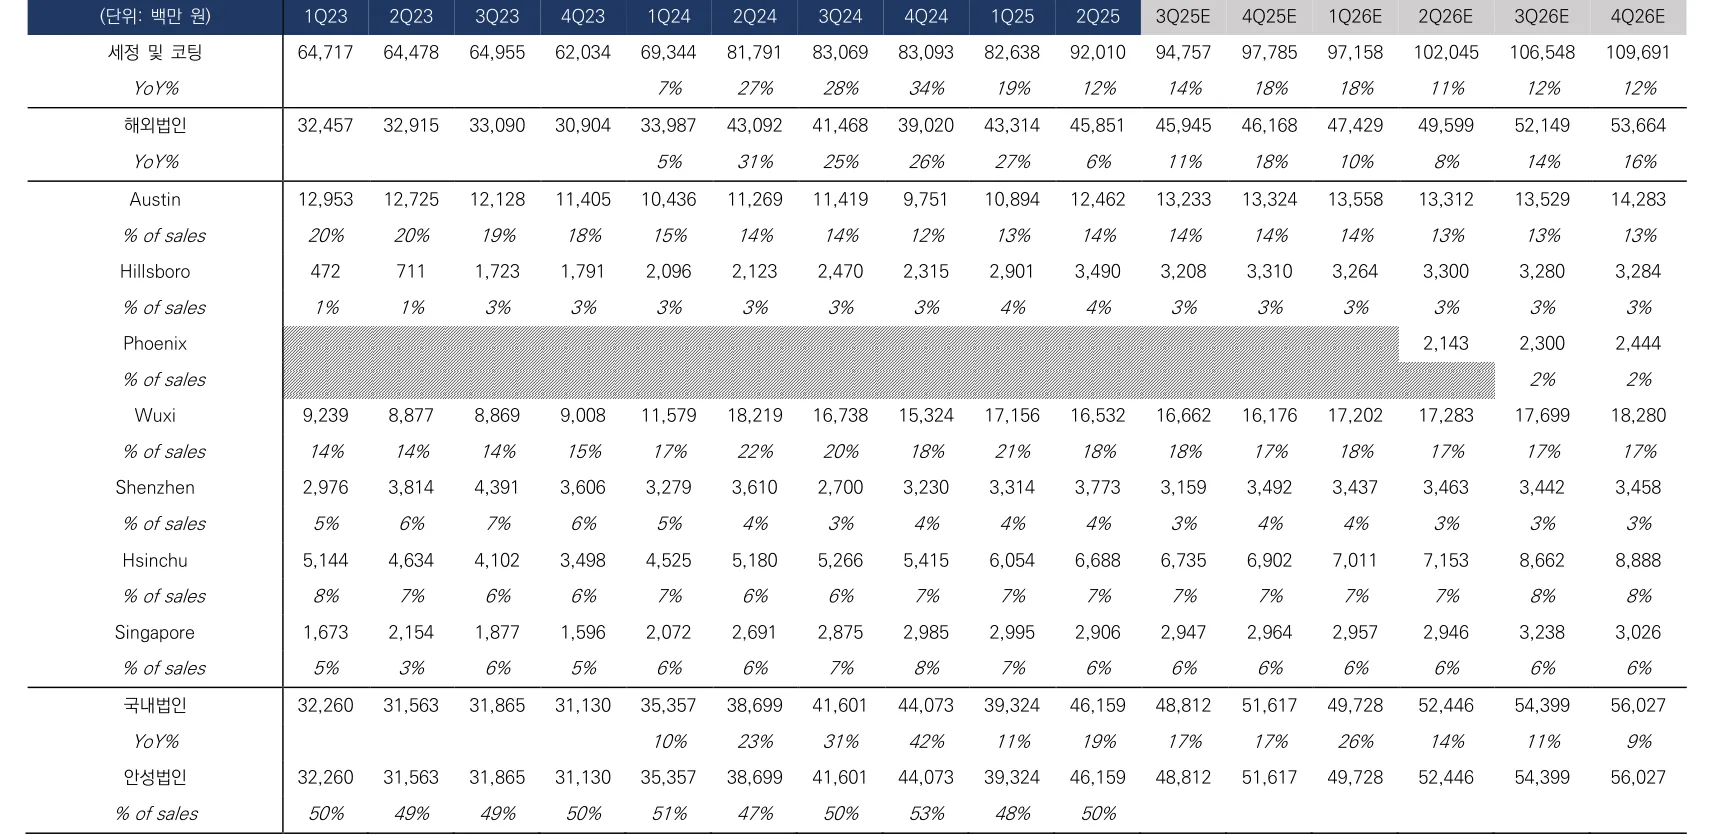 (단위: 백만 원) 1Q23 2Q23 3Q23 4Q23 1Q24 2Q24 3Q24 4Q24 1Q25 2Q25 3Q25E 4Q25E 1Q26E 2Q26E 3Q26E 4Q26E
세정 및 코팅 64,717 64,478 64,955 62,034 69,344 81,791 83,069 83,093 82,638 92,010 94,757 97,785 97,158 102,045 106,548 109,691
YoY% 7% 27% 28% 34% 19% 12% 14% 18% 18% 11% 12% 12%
해외법인 32,457 32,915 33,090 30,904 33,987 43,092 41,468 39,020 43,314 45,851 45,945 46,168 47,429 49,599 52,149 53,664
YoY% 5% 31% 25% 26% 27% 6% 11% 18% 10% 8% 14% 16%
Austin 12,953 12,725 12,128 11,405 10,436 11,269 11,419 9,751 10,894 12,462 13,233 13,324 13,558 13,312 13,529 14,283
% of sales 20% 20% 19% 18% 15% 14% 14% 12% 13% 14% 14% 14% 14% 13% 13% 13%
Hillsboro 472 711 1,723 1,791 2,096 2,123 2,470 2,315 2,901 3,490 3,208 3,310 3,264 3,300 3,280 3,284
% of sales 1% 1% 3% 3% 3% 3% 3% 3% 4% 4% 3% 3% 3% 3% 3% 3%
Phoenix 2,143 2,300 2,444
% of sales 2% 2%
Wuxi 9,239 8,877 8,869 9,008 11,579 18,219 16,738 15,324 17,156 16,532 16,662 16,176 17,202 17,283 17,699 18,280
% of sales 14% 14% 14% 15% 17% 22% 20% 18% 21% 18% 18% 17% 18% 17% 17% 17%
Shenzhen 2,976 3,814 4,391 3,606 3,279 3,610 2,700 3,230 3,314 3,773 3,159 3,492 3,437 3,463 3,442 3,458
% of sales 5% 6% 7% 6% 5% 4% 3% 4% 4% 4% 3% 4% 4% 3% 3% 3%
Hsinchu 5,144 4,634 4,102 3,498 4,525 5,180 5,266 5,415 6,054 6,688 6,735 6,902 7,011 7,153 8,662 8,888
% of sales 8% 7% 6% 6% 7% 6% 6% 7% 7% 7% 7% 7% 7% 7% 8% 8%
Singapore 1,673 2,154 1,877 1,596 2,072 2,691 2,875 2,985 2,995 2,906 2,947 2,964 2,957 2,946 3,238 3,026
% of sales 5% 3% 6% 5% 6% 6% 7% 8% 7% 6% 6% 6% 6% 6% 6% 6%
국내법인 32,260 31,563 31,865 31,130 35,357 38,699 41,601 44,073 39,324 46,159 48,812 51,617 49,728 52,446 54,399 56,027
YoY% 10% 23% 31% 42% 11% 19% 17% 17% 26% 14% 11% 9%
안성법인 32,260 31,563 31,865 31,130 35,357 38,699 41,601 44,073 39,324 46,159 48,812 51,617 49,728 52,446 54,399 56,027
% of sales 50% 49% 49% 50% 51% 47% 50% 53% 48% 50%